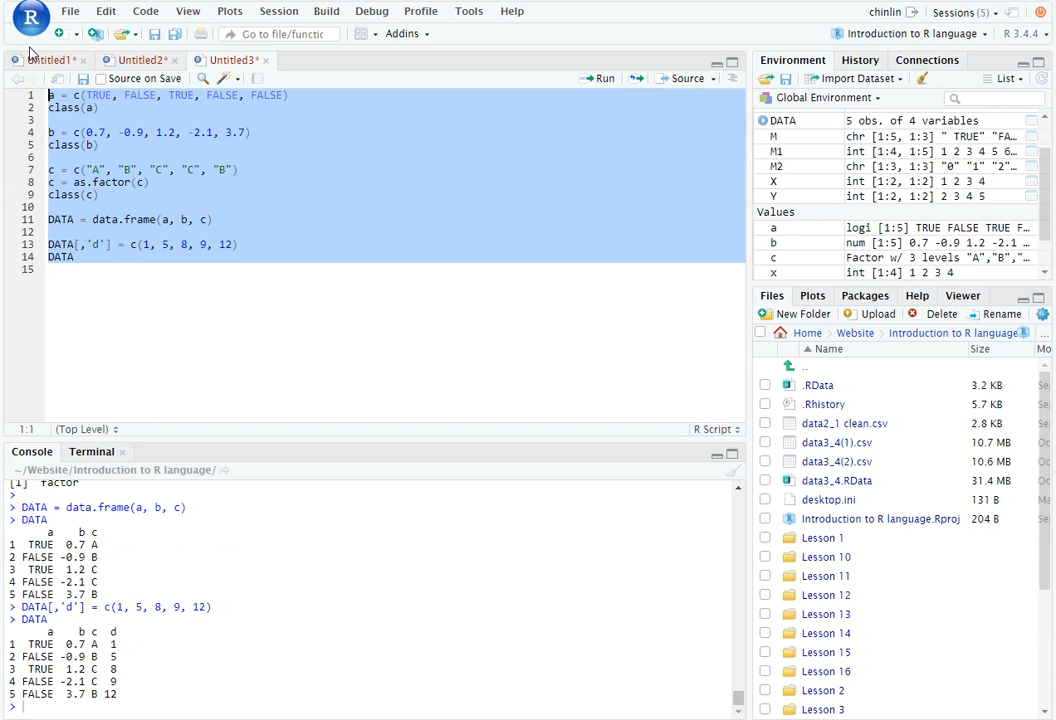 R File Edit Code View Plots Session Build Debug Profile Tools Help chinlin Sessions (5)
Go to file/functic Addins Introduction to R language R 3.4.4
Untitled1* Untitled2* Untitled3*
Source on Save Run Source
1 a = c(TRUE, FALSE, TRUE, FALSE, FALSE)
2 class(a)
3
4 b = c(0.7, -0.9, 1.2, -2.1, 3.7)
5 class(b)
6
7 c = c("A", "B", "C", "C", "B")
8 c = as.factor(c)
9 class(c)
10
11 DATA = data.frame(a, b, c)
12
13 DATA[,'d'] = c(1, 5, 8, 9, 12)
14 DATA
15
1:1 (Top Level) R Script
Console Terminal
~/Website/Introduction to R language/
[1] "factor"
>
> DATA = data.frame(a, b, c)
> DATA
a b c
1 TRUE 0.7 A
2 FALSE -0.9 B
3 TRUE 1.2 C
4 FALSE -2.1 C
5 FALSE 3.7 B
> DATA[,'d'] = c(1, 5, 8, 9, 12)
> DATA
a b c d
1 TRUE 0.7 A 1
2 FALSE -0.9 B 5
3 TRUE 1.2 C 8
4 FALSE -2.1 C 9
5 FALSE 3.7 B 12
>
Environment History Connections
Import Dataset List
Global Environment
DATA 5 obs. of 4 variables
M chr [1:5, 1:3] " TRUE" "FA…
M1 int [1:4, 1:5] 1 2 3 4 5 6…
M2 chr [1:3, 1:3] "0" "1" "2"…
X int [1:2, 1:2] 1 2 3 4
Y int [1:2, 1:2] 2 3 4 5
Values
a logi [1:5] TRUE FALSE TRUE F…
b num [1:5] 0.7 -0.9 1.2 -2.1 …
c Factor w/ 3 levels "A","B","…
x int [1:4] 1 2 3 4
Files Plots Packages Help Viewer
New Folder Upload Delete Rename
Home Website Introduction to R language ...
Name Size Mo
..
.RData 3.2 KB Se
.Rhistory 5.7 KB Se
data2_1 clean.csv 2.8 KB Se
data3_4(1).csv 10.7 MB Oc
data3_4(2).csv 10.6 MB Oc
data3_4.RData 31.4 MB Oc
desktop.ini 131 B Ma
Introduction to R language.Rproj 204 B Se
Lesson 1
Lesson 10
Lesson 11
Lesson 12
Lesson 13
Lesson 14
Lesson 15
Lesson 16
Lesson 2
Lesson 3